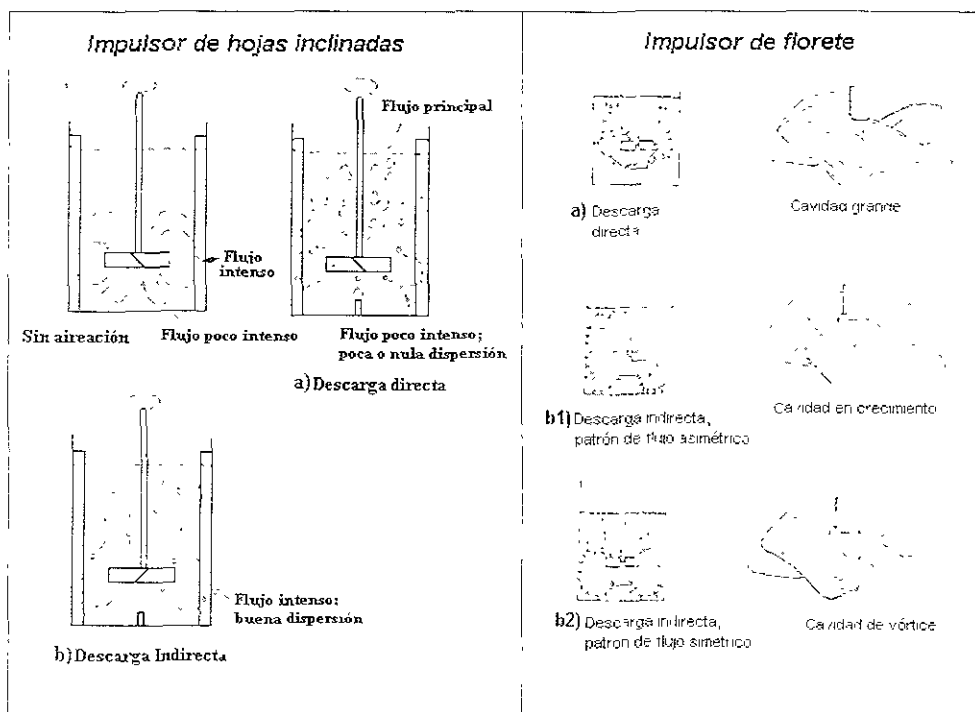 Impulsor de hojas inclinadas
Flujo principal
Flujo
intenso
Sin aireación
Flujo poco intenso
Flujo poco intenso;
poca o nula dispersión
a) Descarga directa
Flujo intenso;
buena dispersión
b) Descarga Indirecta
Impulsor de florete
a) Descarga
directa
Cavidad grande
b1) Descarga indirecta,
patrón de flujo asimétrico
Cavidad en crecimiento
b2) Descarga indirecta,
patron de flujo simétrico
Cavidad de vórtice